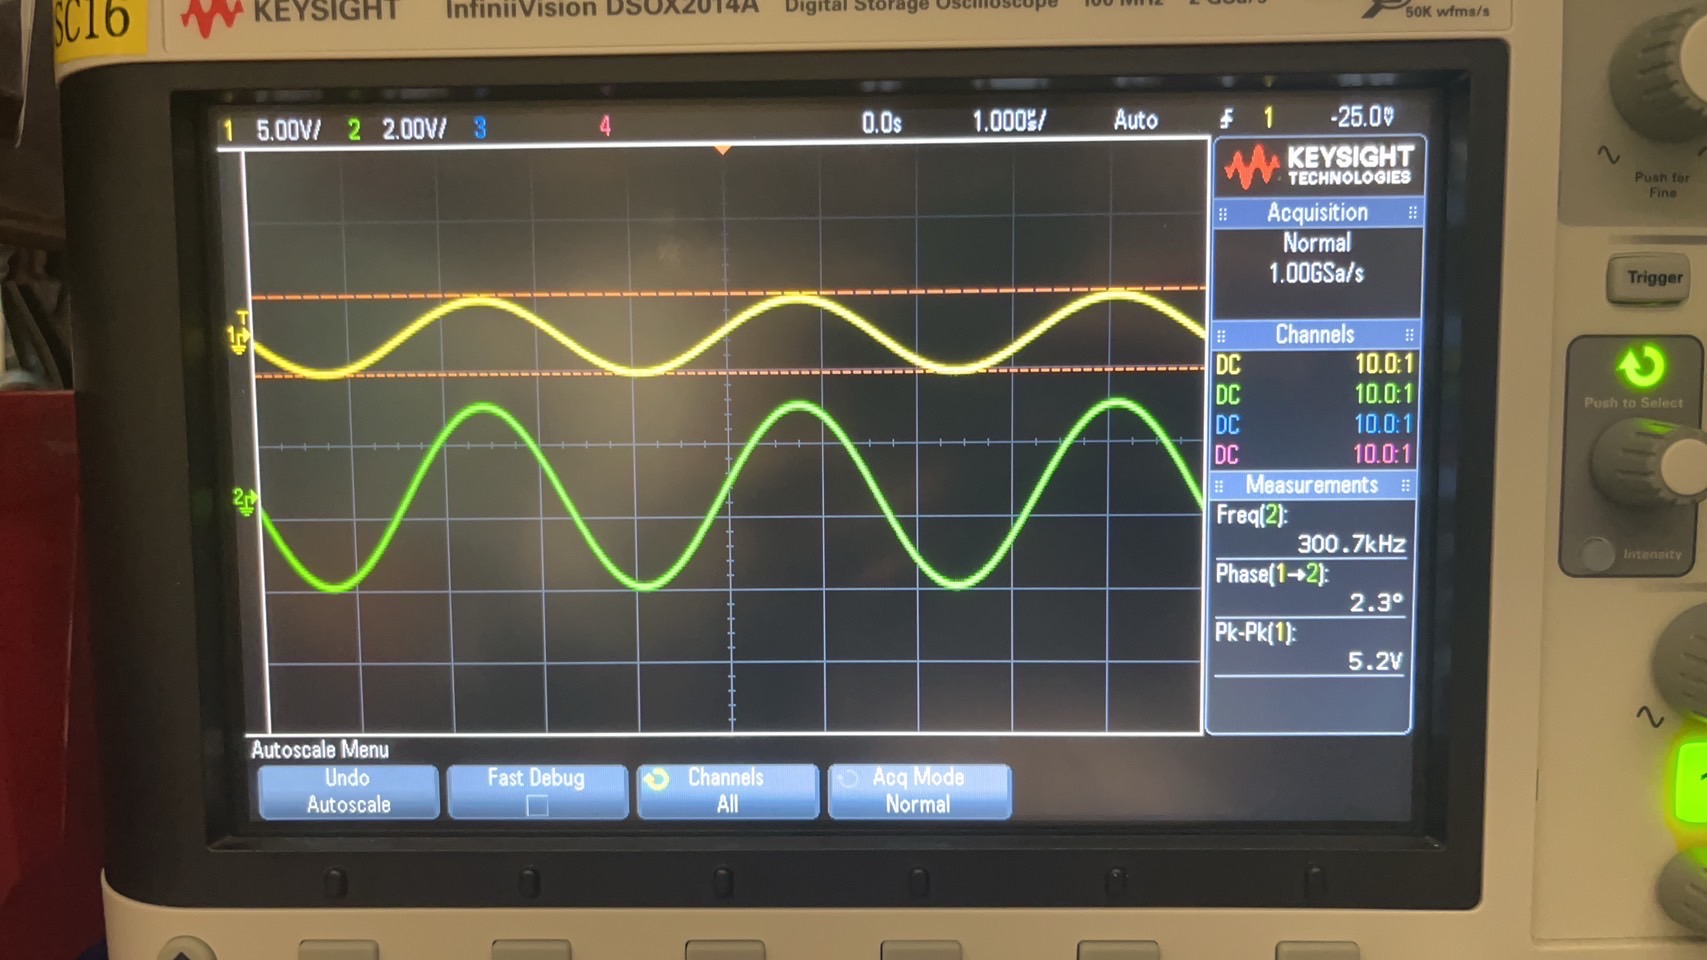 SC16
KEYSIGHT InfiniiVision DSOX2014A Digital Storage Oscilloscope 100 MHz 2 GSa/s
50K wfms/s
1 5.00V/ 2 2.00V/ 3 4 0.0s 1.000µs/ Auto 1 -25.0V
KEYSIGHT
TECHNOLOGIES
Acquisition
Normal
1.00GSa/s
Channels
DC 10.0:1
DC 10.0:1
DC 10.0:1
DC 10.0:1
Measurements
Freq(2):
300.7kHz
Phase(1→2):
2.3°
Pk-Pk(1):
5.2V
T
1
2
Autoscale Menu
Undo
Autoscale
Fast Debug
Channels
All
Acq Mode
Normal
Push for
Fine
Trigger
Push to Select
Intensity